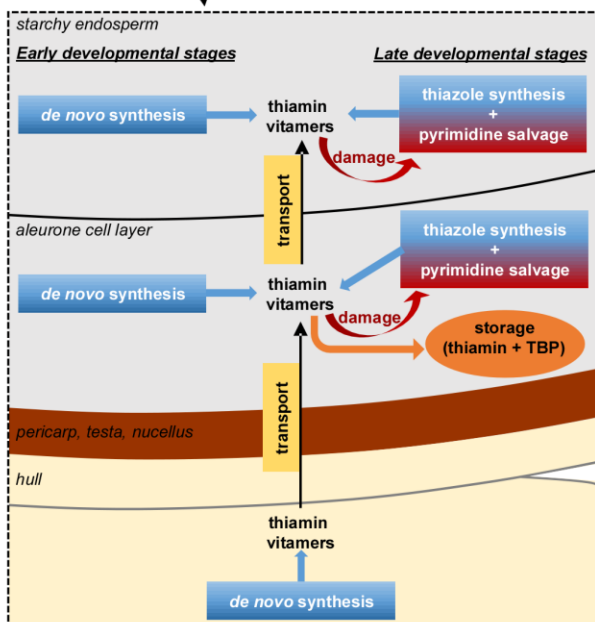 starchy endosperm
Early developmental stages
Late developmental stages
de novo synthesis
thiamin
vitamers
thiazole synthesis
+
pyrimidine salvage
damage
transport
aleurone cell layer
de novo synthesis
thiamin
vitamers
thiazole synthesis
+
pyrimidine salvage
damage
storage
(thiamin + TBP)
transport
pericarp, testa, nucellus
hull
thiamin
vitamers
de novo synthesis